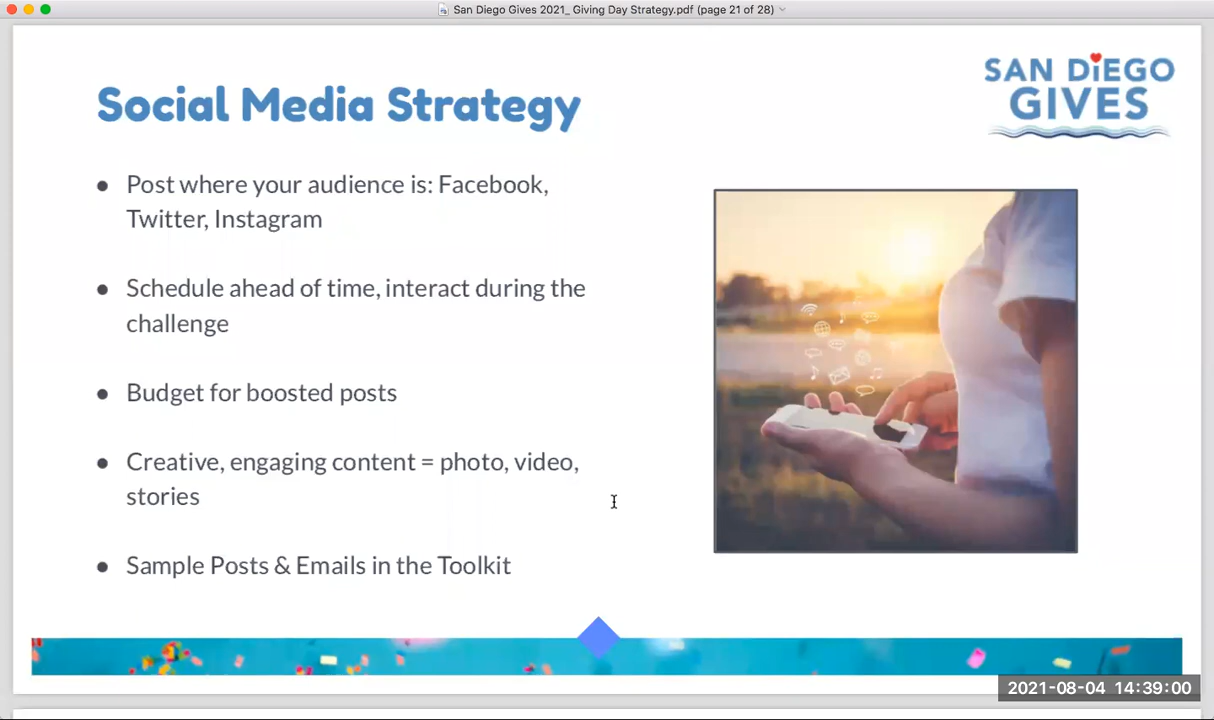 San Diego Gives 2021_ Giving Day Strategy.pdf (page 21 of 28)
SAN DiEGO
GIVES
Social Media Strategy
● Post where your audience is: Facebook,
Twitter, Instagram
● Schedule ahead of time, interact during the
challenge
● Budget for boosted posts
● Creative, engaging content = photo, video,
stories
● Sample Posts & Emails in the Toolkit
2021-08-04 14:39:00